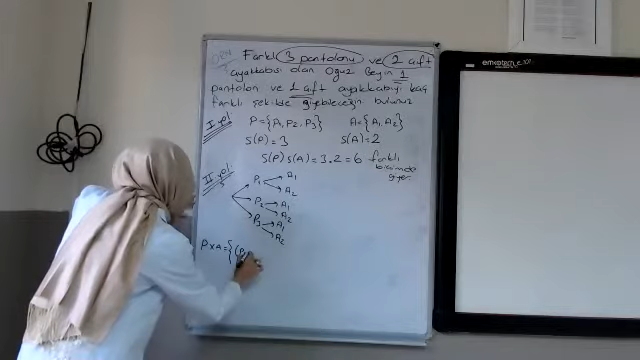 Farklı 3 pantolonu ve 2 çift
ayakkabısı olan Oğuz Beyin 1
pantolon ve 1 çift ayakkabıyı kaç
farklı şekilde giyebileceğini bulunuz
I. yol:
P={P1, P2, P3} A={A1, A2}
S(P)=3 S(A)=2
S(P).S(A)=3.2=6 farklı
biçimde
giyer.
II. yol:
P1 A1
A2
P2 A1
A2
P3 A1
A2
PxA={(P1